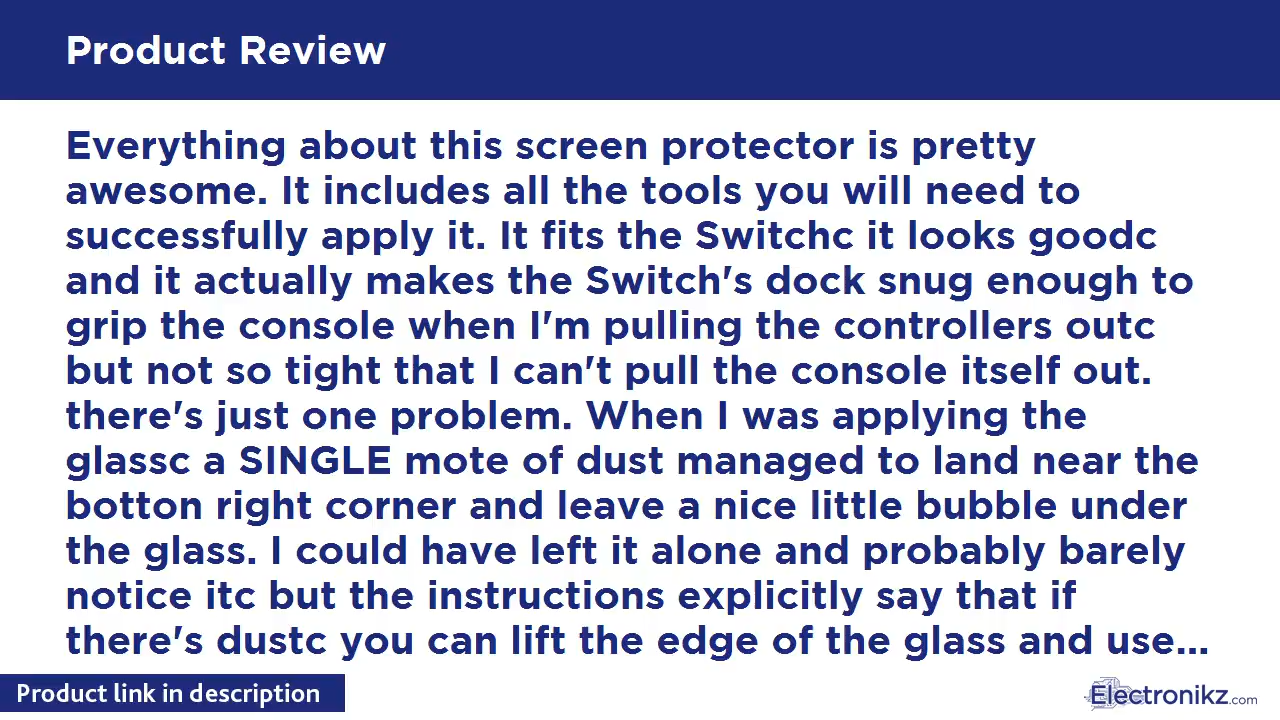 Product Review
Everything about this screen protector is pretty
awesome. It includes all the tools you will need to
successfully apply it. It fits the Switchc it looks goodc
and it actually makes the Switch's dock snug enough to
grip the console when I'm pulling the controllers outc
but not so tight that I can't pull the console itself out.
there's just one problem. When I was applying the
glassc a SINGLE mote of dust managed to land near the
botton right corner and leave a nice little bubble under
the glass. I could have left it alone and probably barely
notice itc but the instructions explicitly say that if
there's dustc you can lift the edge of the glass and use...
Product link in description
Electronikz.com